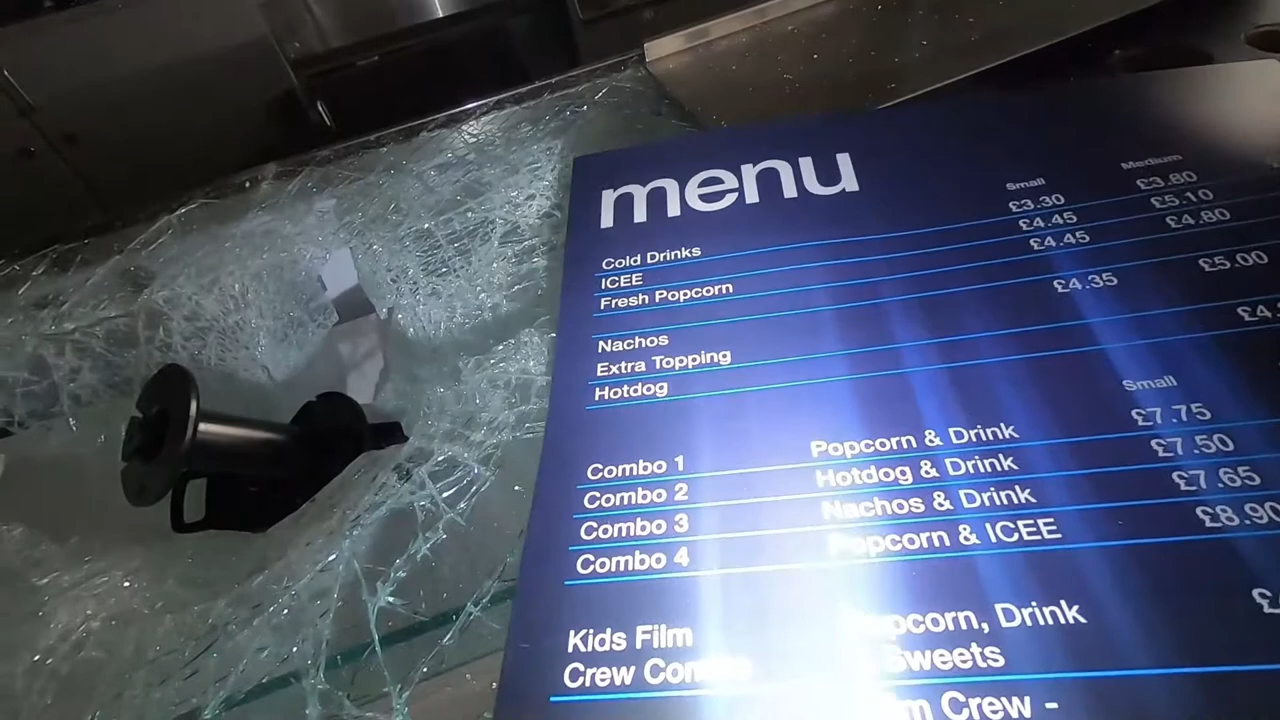 menu
Small Medium
Cold Drinks £3.30 £3.80
ICEE £4.45 £5.10
Fresh Popcorn £4.45 £4.80
Nachos £4.35 £5.00
Extra Topping
Hotdog £4.
Small
Combo 1 Popcorn & Drink £7.75
Combo 2 Hotdog & Drink £7.50
Combo 3 Nachos & Drink £7.65
Combo 4 Popcorn & ICEE £8.90
Kids Film Popcorn, Drink
Crew Sweets
Crew -